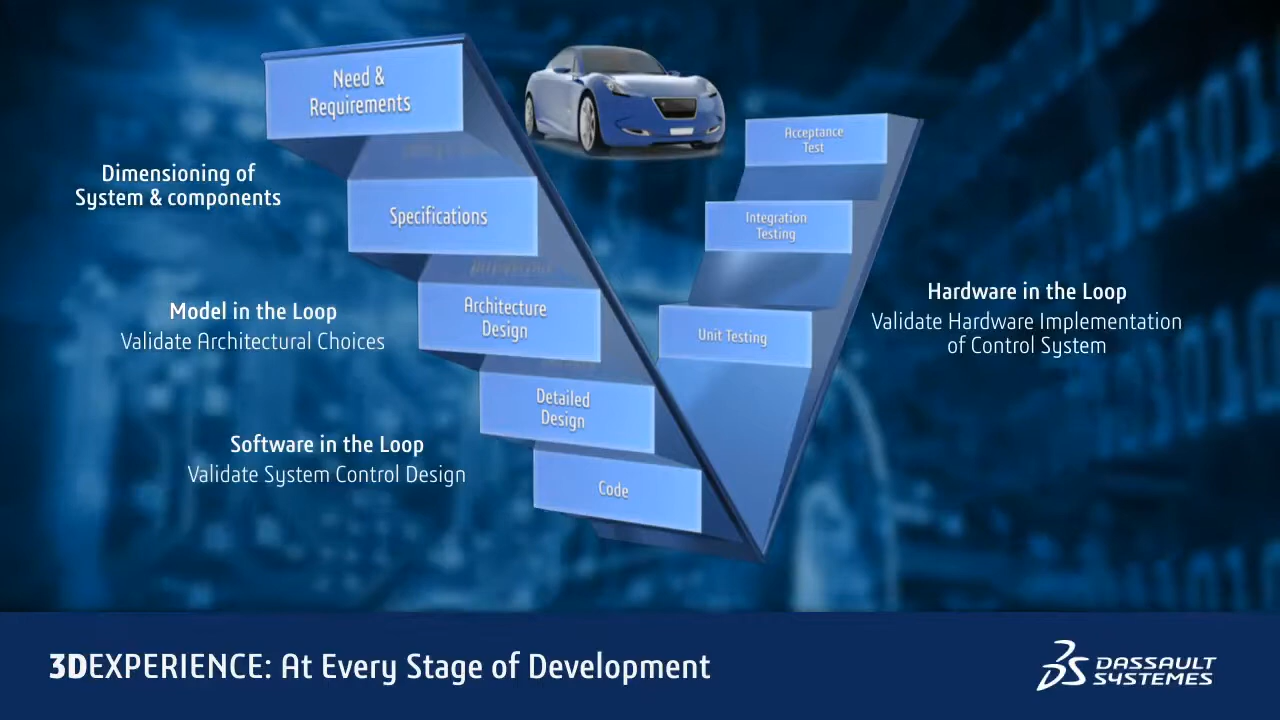 Need &
Requirements
Dimensioning of
System & components
Specifications
Model in the Loop
Validate Architectural Choices
Architecture
Design
Software in the Loop
Validate System Control Design
Detailed
Design
Code
Acceptance
Test
Integration
Testing
Unit Testing
Hardware in the Loop
Validate Hardware Implementation
of Control System
3DEXPERIENCE: At Every Stage of Development
DASSAULT
SYSTEMES